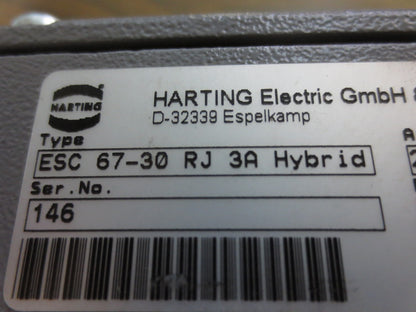 HARTING
HARTING Electric GmbH
D-32339 Espelkamp
Type
ESC 67-30 RJ 3A Hybrid
Ser.No.
146
A